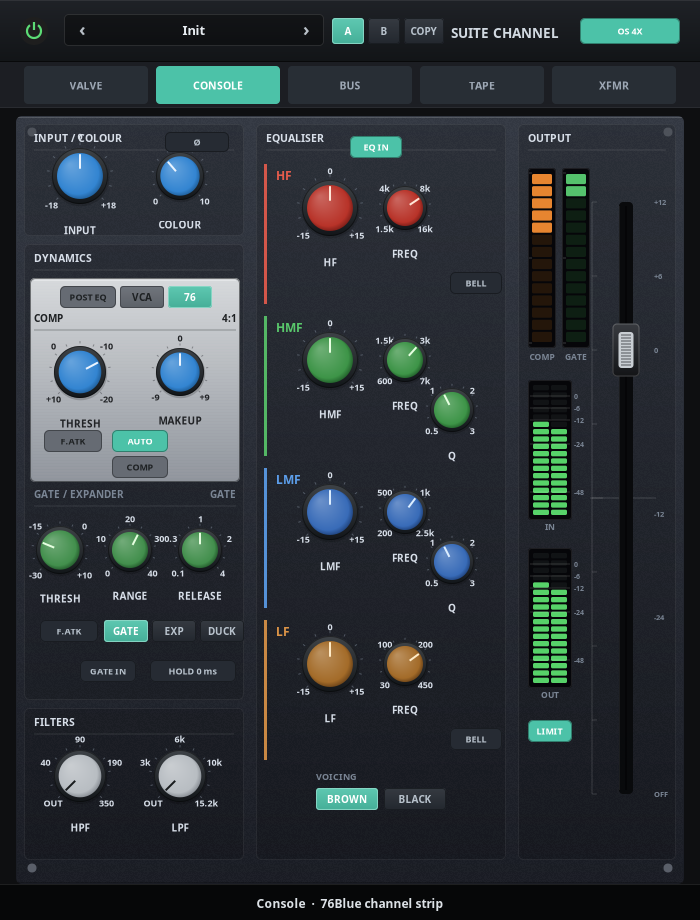 ‹ Init › A B COPY SUITE CHANNEL OS 4X
VALVE CONSOLE BUS TAPE XFMR
INPUT / COLOUR
Ø
0
-18 +18
INPUT
0 10
COLOUR
DYNAMICS
POST EQ VCA 76
COMP 4:1
0 -10
+10 -20
THRESH
0
-9 +9
MAKEUP
F.ATK AUTO
COMP
GATE / EXPANDER GATE
-15 0
-30 +10
THRESH
20
10 30
0 40
RANGE
1
0.3 2
0.1 4
RELEASE
F.ATK GATE EXP DUCK
GATE IN HOLD 0 ms
FILTERS
90
40 190
OUT 350
HPF
6k
3k 10k
OUT 15.2k
LPF
EQUALISER
EQ IN
HF
0
-15 +15
HF
4k 8k
1.5k 16k
FREQ
BELL
HMF
0
-15 +15
HMF
1.5k 3k
600 7k
FREQ
1 2
0.5 3
Q
LMF
0
-15 +15
LMF
500 1k
200 2.5k
FREQ
1 2
0.5 3
Q
LF
0
-15 +15
LF
100 200
30 450
FREQ
BELL
VOICING
BROWN BLACK
OUTPUT
COMP GATE
0
-6
-12
-24
-48
IN
0
-6
-12
-24
-48
OUT
LIMIT
+12
+6
0
-12
-24
OFF
Console · 76Blue channel strip